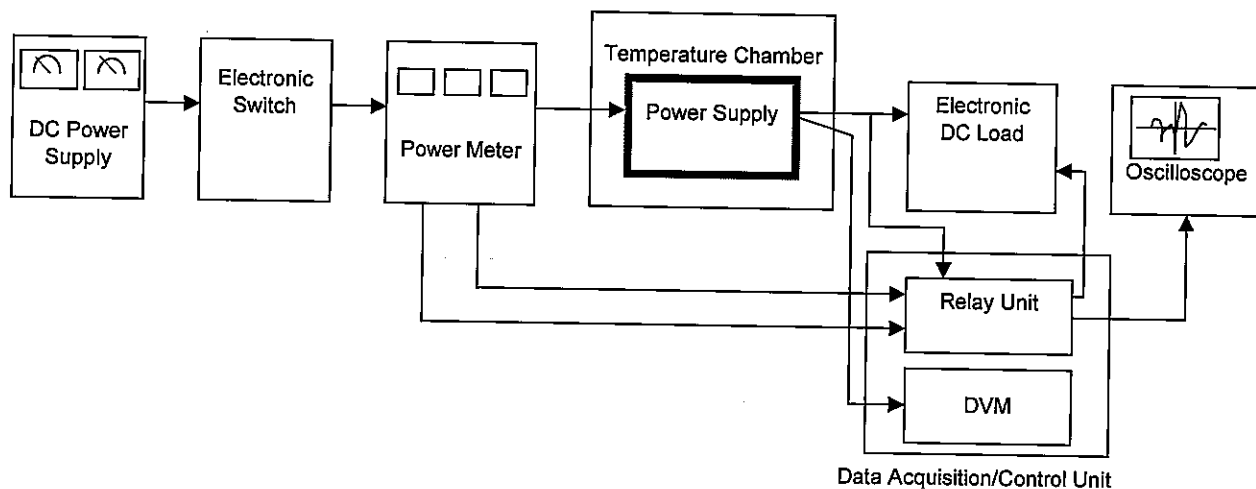 DC Power
Supply
Electronic
Switch
Power Meter
Temperature Chamber
Power Supply
Electronic
DC Load
Oscilloscope
Relay Unit
DVM
Data Acquisition/Control Unit